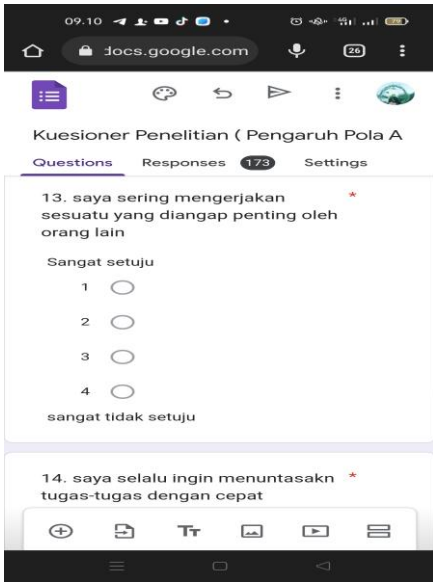 09.10
docs.google.com
26
Kuesioner Penelitian ( Pengaruh Pola A
Questions Responses 173 Settings
13. saya sering mengerjakan *
sesuatu yang diangap penting oleh
orang lain
Sangat setuju
1
2
3
4
sangat tidak setuju
14. saya selalu ingin menuntasakn *
tugas-tugas dengan cepat
Tт